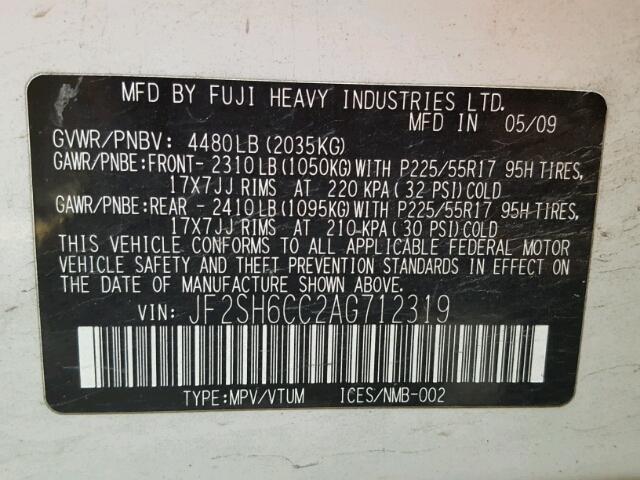 MFD BY FUJI HEAVY INDUSTRIES LTD.
MFD IN 05/09
GVWR/PNBV: 4480LB(2035KG)
GAWR/PNBE:FRONT- 2310LB(1050KG)WITH P225/55R17 95H TIRES,
17X7JJ RIMS AT 220 KPA( 32 PSI)COLD
GAWR/PNBE:REAR - 2410LB(1095KG)WITH P225/55R17 95H TIRES,
17X7JJ RIMS AT 210 KPA( 30 PSI)COLD
THIS VEHICLE CONFORMS TO ALL APPLICABLE FEDERAL MOTOR
VEHICLE SAFETY AND THEFT PREVENTION STANDARDS IN EFFECT
ON THE DATE OF MANUFACTURE SHOWN ABOVE.
VIN: JF2SH6CC2AG712319
TYPE:MPV/VTUM ICES/NMB-002